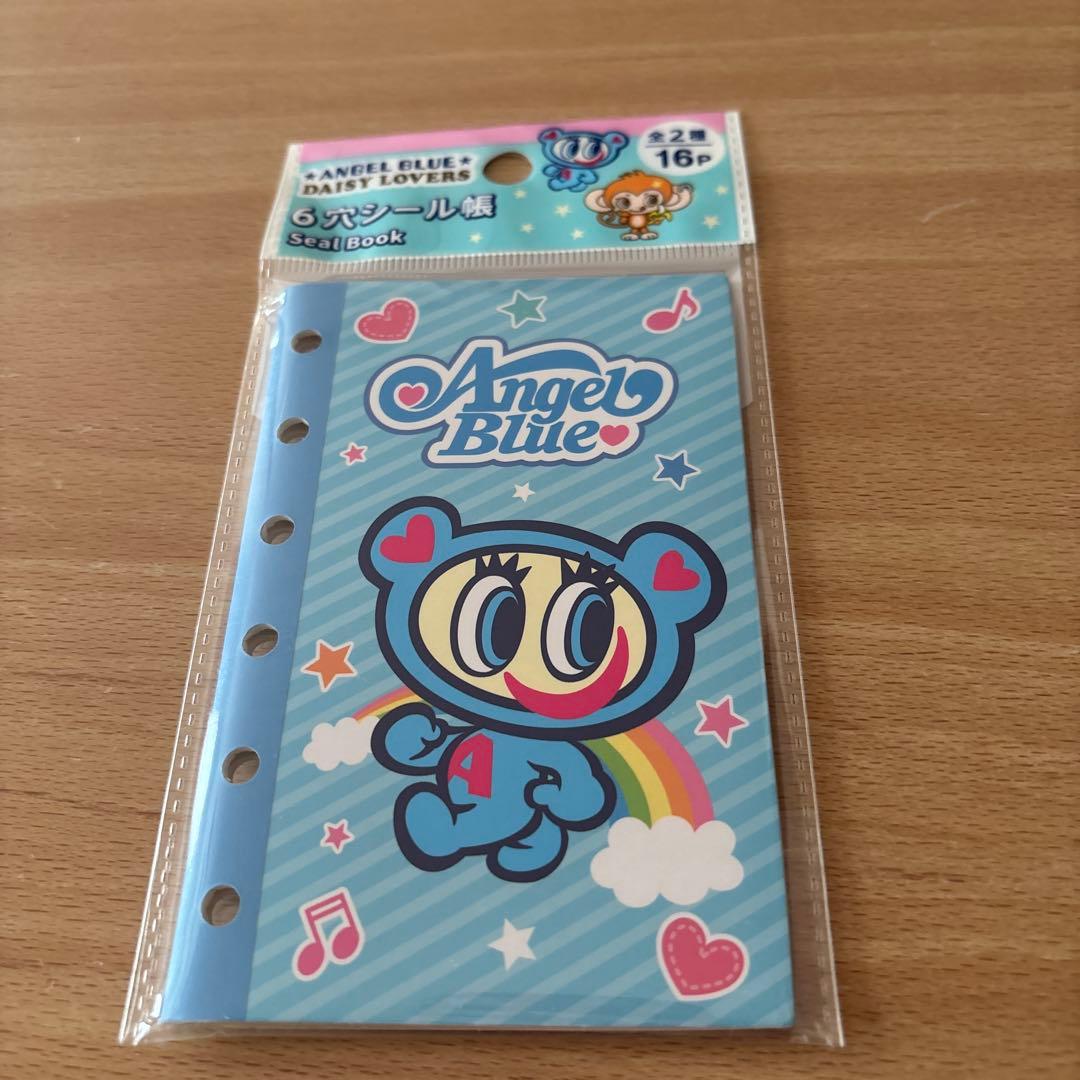 ★ANGEL BLUE★
DAISY LOVERS
6穴シール帳
Seal Book
全2種
16P
Angel
Blue
A